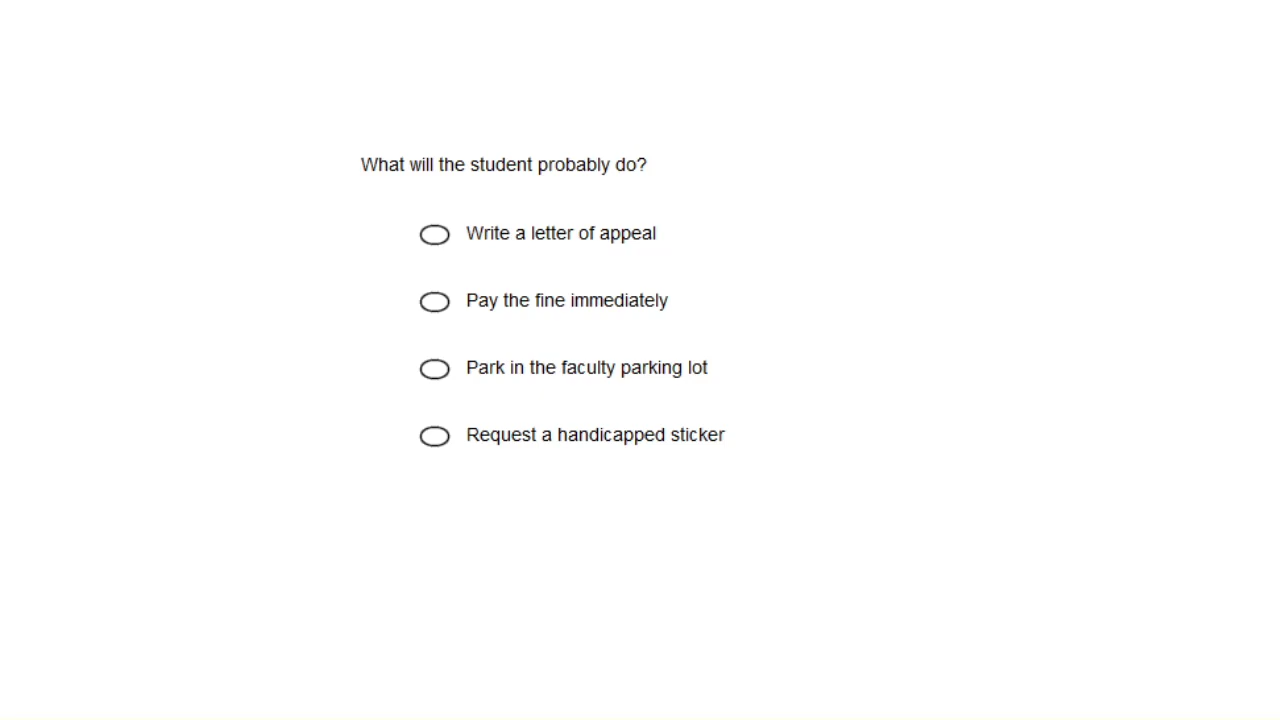 What will the student probably do?
Write a letter of appeal
Pay the fine immediately
Park in the faculty parking lot
Request a handicapped sticker